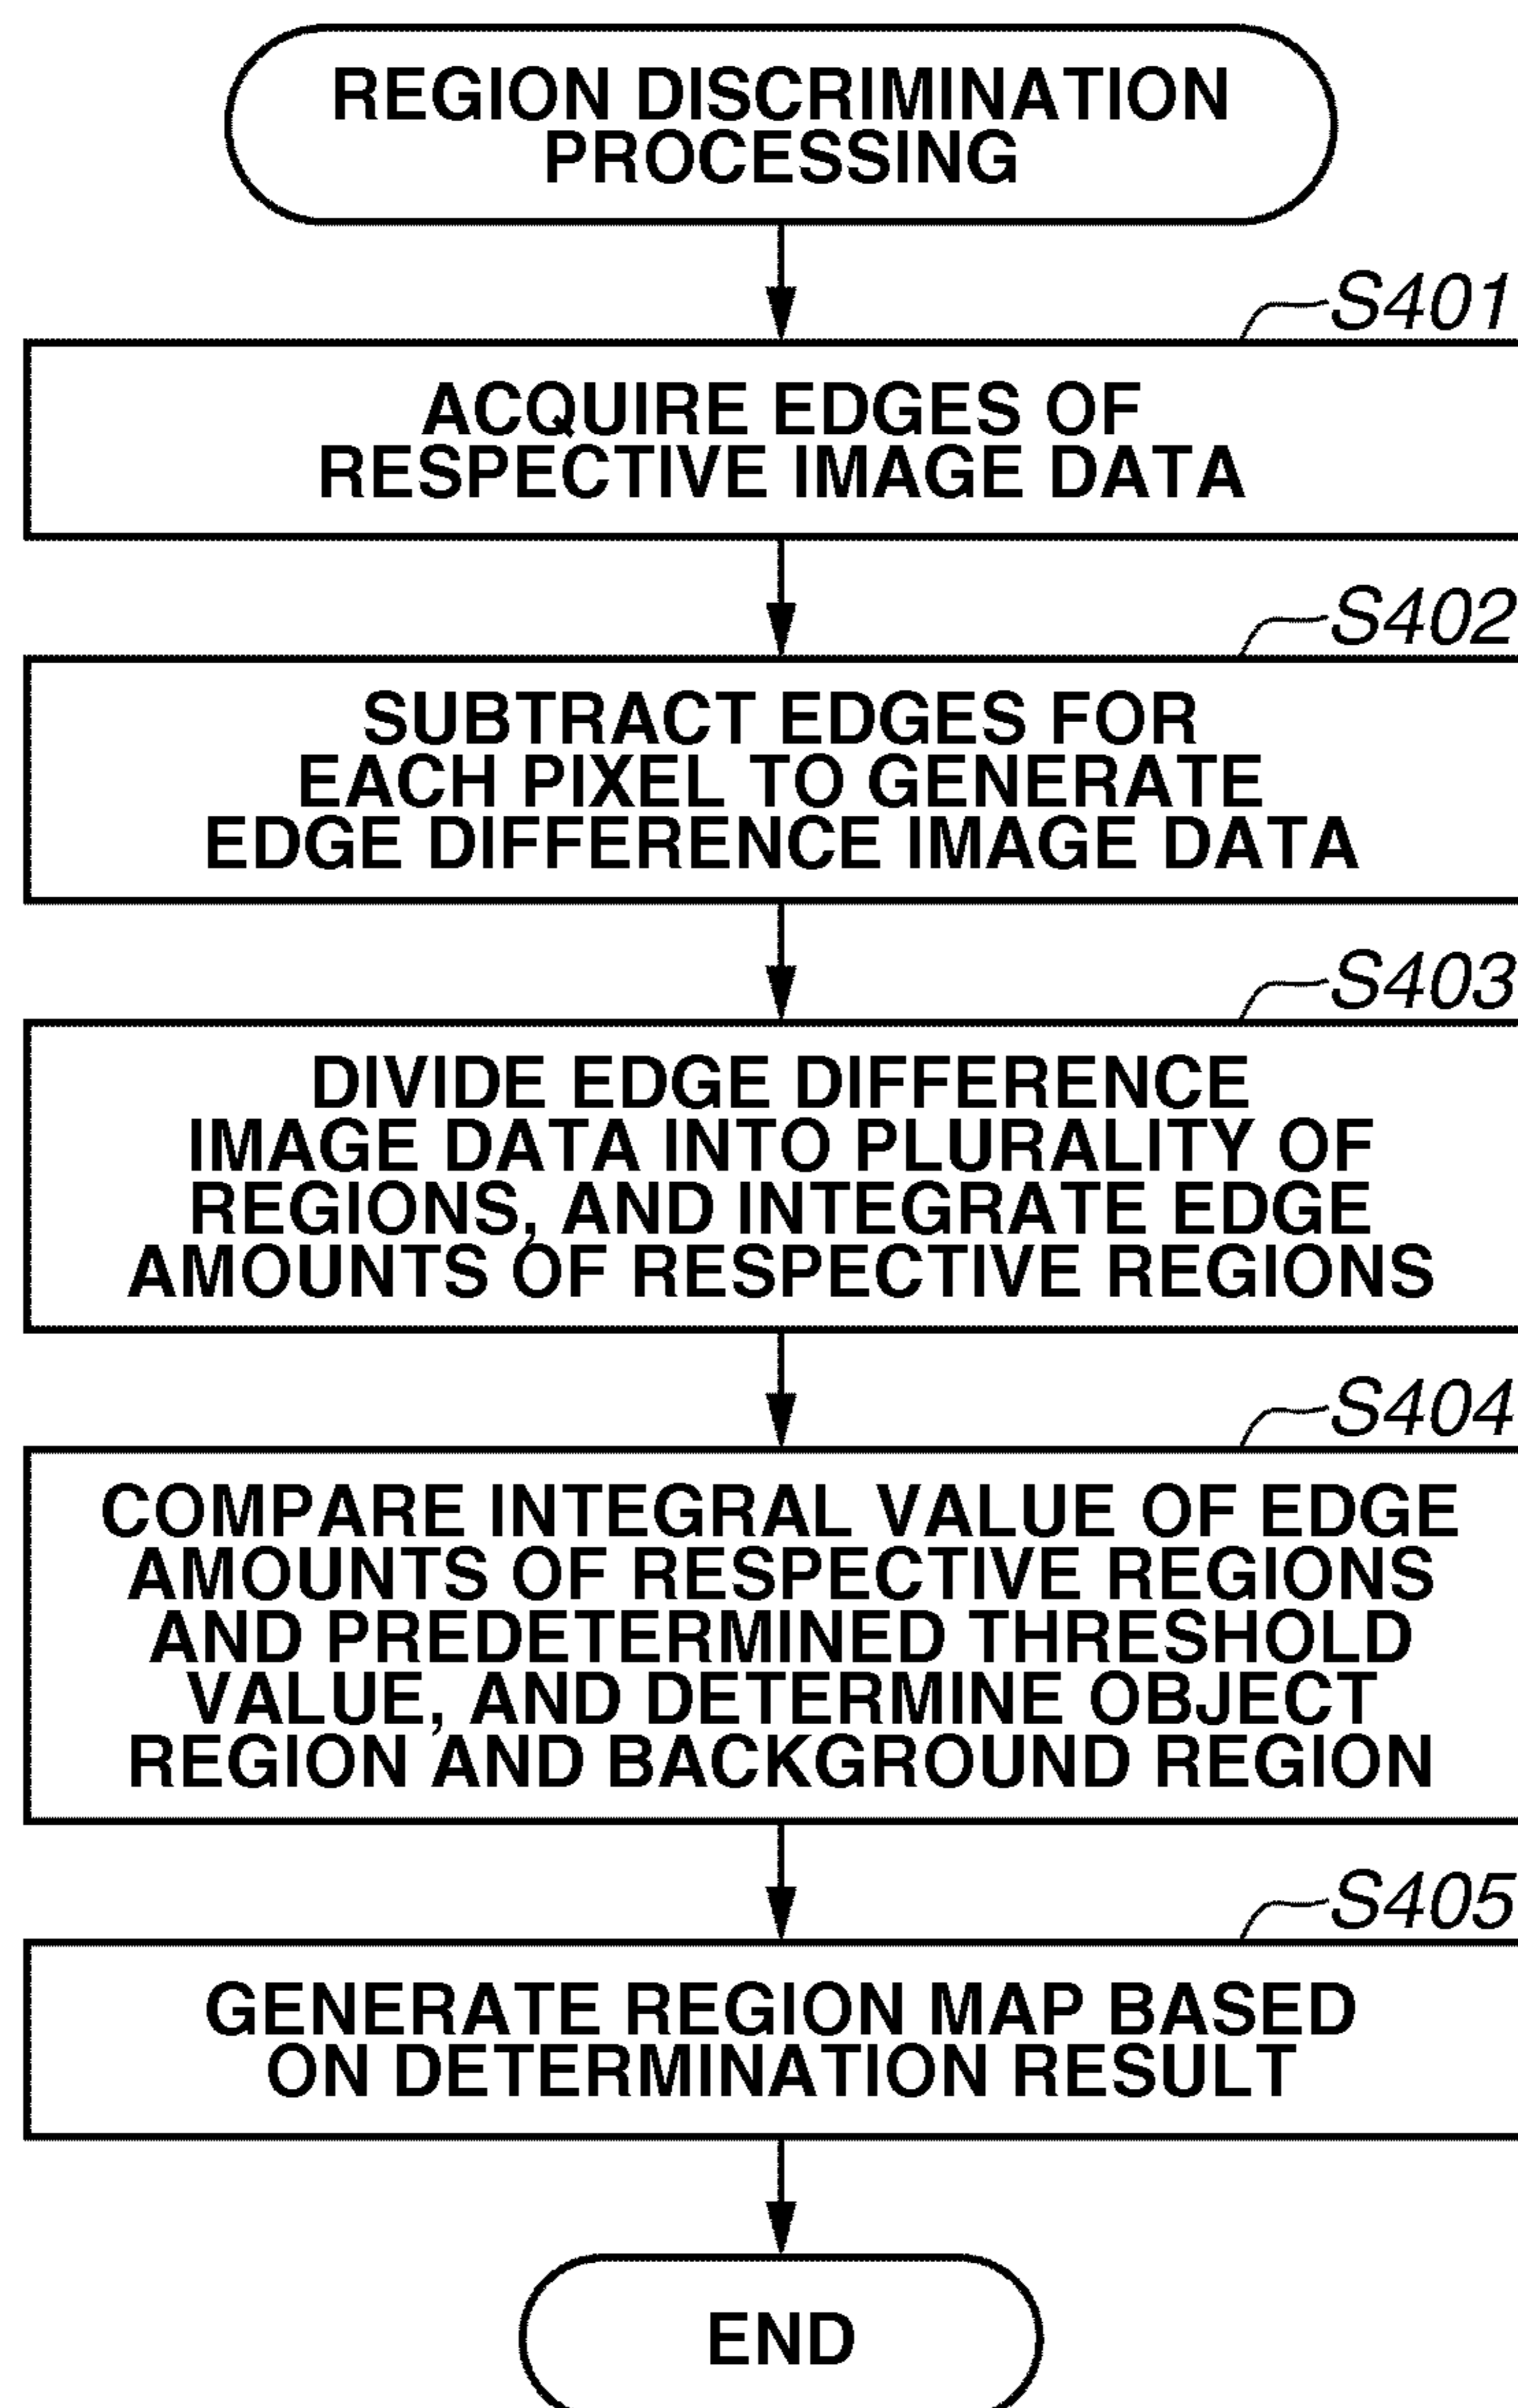 REGION DISCRIMINATION
PROCESSING
S401
ACQUIRE EDGES OF
RESPECTIVE IMAGE DATA
S402
SUBTRACT EDGES FOR
EACH PIXEL TO GENERATE
EDGE DIFFERENCE IMAGE DATA
S403
DIVIDE EDGE DIFFERENCE
IMAGE DATA INTO PLURALITY OF
REGIONS, AND INTEGRATE EDGE
AMOUNTS OF RESPECTIVE REGIONS
S404
COMPARE INTEGRAL VALUE OF EDGE
AMOUNTS OF RESPECTIVE REGIONS
AND PREDETERMINED THRESHOLD
VALUE, AND DETERMINE OBJECT
REGION AND BACKGROUND REGION
S405
GENERATE REGION MAP BASED
ON DETERMINATION RESULT
END